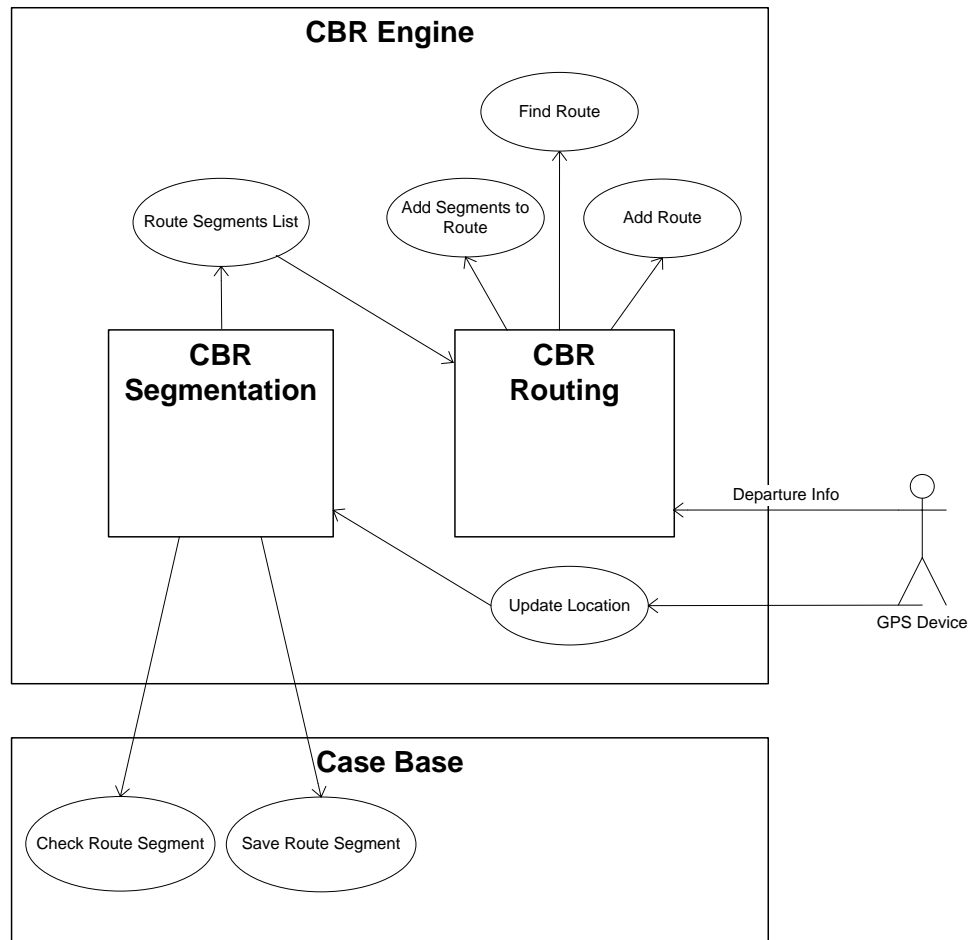 CBR Engine
Find Route
Route Segments List
Add Segments to
Route
Add Route
CBR
Segmentation
CBR
Routing
Departure Info
Update Location
GPS Device
Case Base
Check Route Segment
Save Route Segment